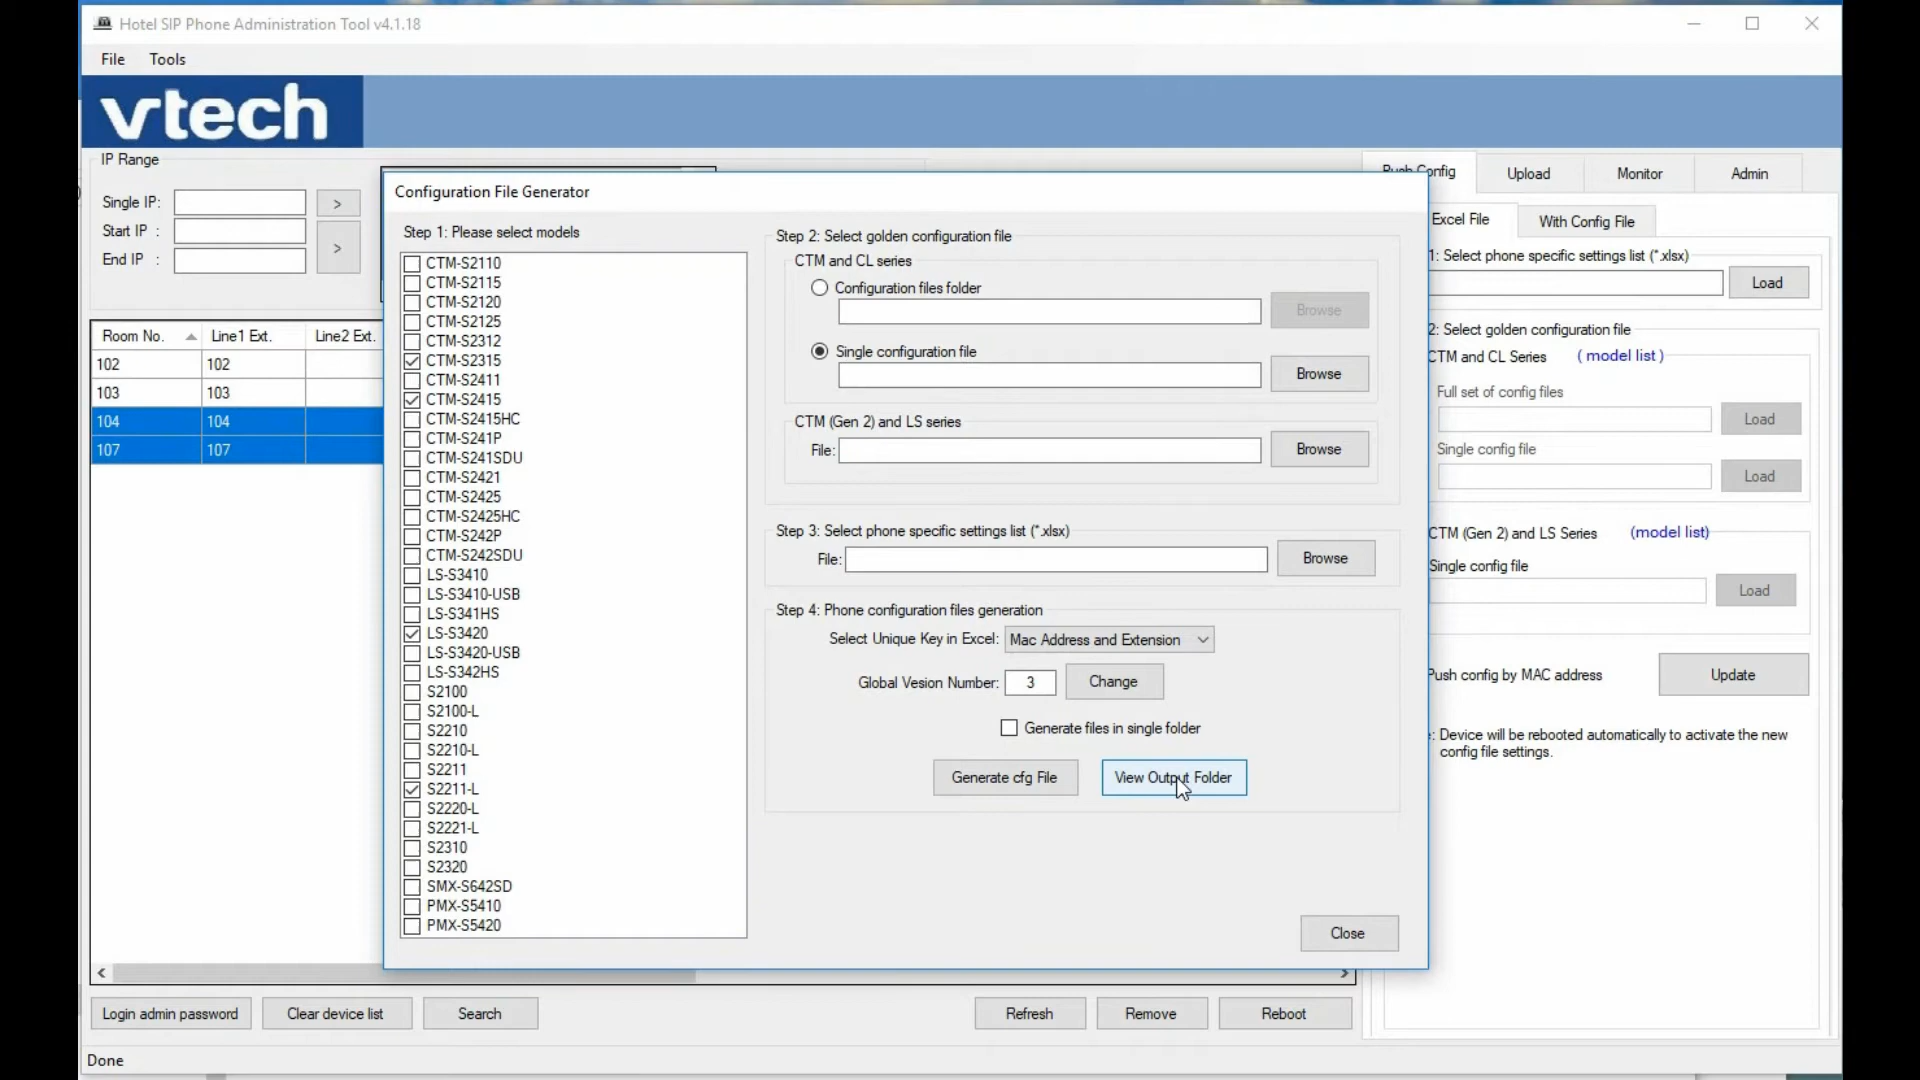 Hotel SIP Phone Administration Tool v4.1.18
File Tools
vtech
IP Range
Single IP: >
Start IP :
End IP : >
Room No. Line1 Ext. Line2 Ext.
102 102
103 103
104 104
107 107
Configuration File Generator
Step 1: Please select models
CTM-S2110
CTM-S2115
CTM-S2120
CTM-S2125
CTM-S2312
CTM-S2315
CTM-S2411
CTM-S2415
CTM-S2415HC
CTM-S241P
CTM-S241SDU
CTM-S2421
CTM-S2425
CTM-S2425HC
CTM-S242P
CTM-S242SDU
LS-S3410
LS-S3410-USB
LS-S341HS
LS-S3420
LS-S3420-USB
LS-S342HS
S2100
S2100-L
S2210
S2210-L
S2211
S2211-L
S2220-L
S2221-L
S2310
S2320
SMX-S642SD
PMX-S5410
PMX-S5420
Step 2: Select golden configuration file
CTM and CL series
Configuration files folder
Browse
Single configuration file
Browse
CTM (Gen 2) and LS series
File: Browse
Step 3: Select phone specific settings list (*.xlsx)
File: Browse
Step 4: Phone configuration files generation
Select Unique Key in Excel: Mac Address and Extension
Global Vesion Number: 3 Change
Generate files in single folder
Generate cfg File View Output Folder
Close
Push Config Upload Monitor Admin
Excel File With Config File
1: Select phone specific settings list (*.xlsx)
Load
2: Select golden configuration file
CTM and CL Series ( model list )
Full set of config files
Load
Single config file
Load
CTM (Gen 2) and LS Series (model list)
Single config file
Load
Push config by MAC address Update
: Device will be rebooted automatically to activate the new
config file settings.
Login admin password Clear device list Search Refresh Remove Reboot
Done